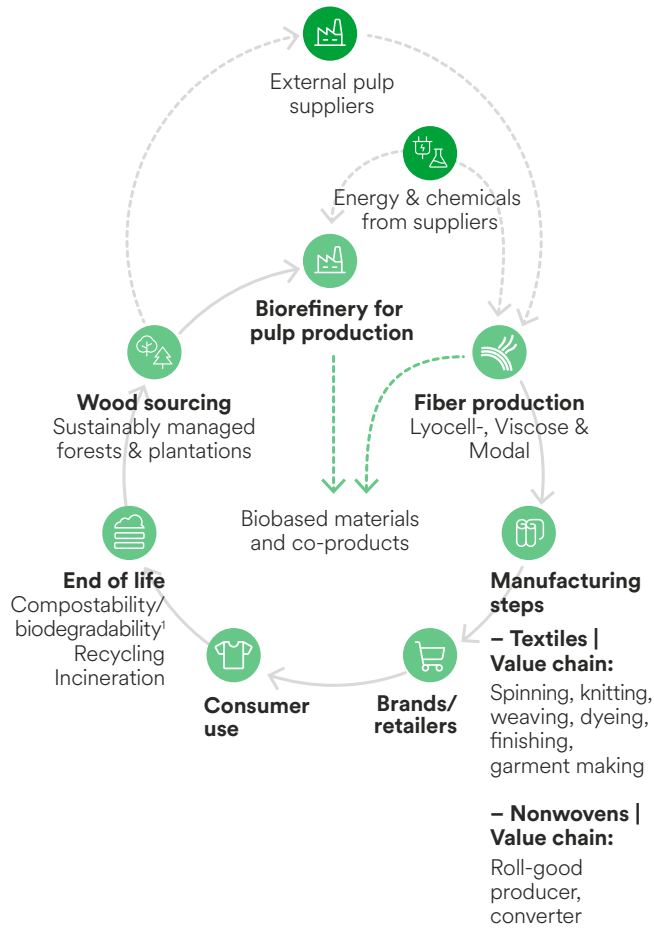 External pulp
suppliers
Energy & chemicals
from suppliers
Biorefinery for
pulp production
Wood sourcing
Sustainably managed
forests & plantations
Fiber production
Lyocell-, Viscose &
Modal
Biobased materials
and co-products
End of life
Compostability/
biodegradability¹
Recycling
Incineration
Manufacturing
steps
– Textiles |
Value chain:
Spinning, knitting,
weaving, dyeing,
finishing,
garment making
– Nonwovens |
Value chain:
Roll-good
producer,
converter
Consumer
use
Brands/
retailers